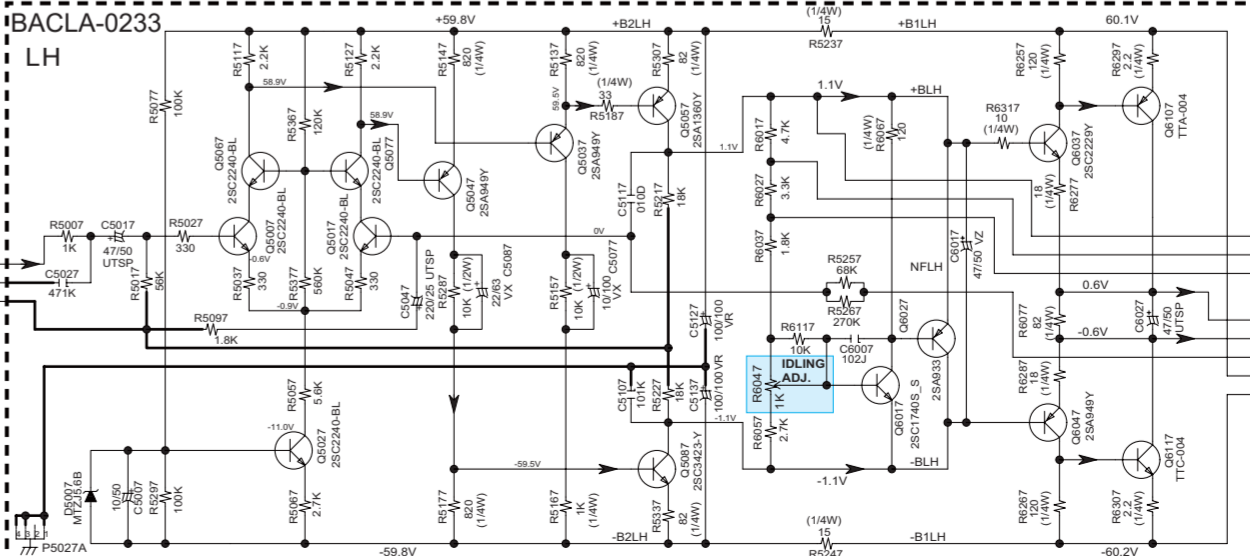 BACLA-0233
LH
+59.8V
+B2LH
(1/4W)
15
R5237
+B1LH
60.1V
R5077
100K
R5117
2.2K
R5127
2.2K
R5147
820
(1/4W)
R5137
820
(1/4W)
R5307
82
(1/4W)
R6257
120
(1/4W)
R6297
2.2
(1/4W)
58.9V
58.9V
59.5V
(1/4W)
33
R5187
Q5057
2SA1360Y
1.1V
+BLH
R5367
120K
Q5067
2SC2240-BL
2SC2240-BL
Q5077
Q5047
2SA949Y
Q5037
2SA949Y
1.1V
R6017
4.7K
(1/4W)
R6067
120
R6317
10
(1/4W)
Q6037
2SC2229Y
Q6107
TTA-004
C5117
010D
R5217
18K
R6027
3.3K
18
(1/4W)
R6277
R5007
1K
C5017
47/50
UTSP
R5027
330
Q5007
2SC2240-BL
Q5017
2SC2240-BL
0V
R6037
1.8K
C6017
47/50 VZ
C5027
471K
R5017
56K
-0.6V
R5037
330
R5377
560K
R5047
330
-0.9V
C5047
220/25 UTSP
R5287
10K (1/2W)
22/63
VX C5087
R5157
10K (1/2W)
10/100
VX C5077
R5257
68K
R5267
270K
NFLH
0.6V
-0.6V
R5097
1.8K
C5127
100/100
VR
R6117
10K
C6007
102J
Q6027
2SA933
R6077
82
(1/4W)
C6027
47/50
UTSP
R5057
5.6K
C5107
101K
R5227
18K
C5137
100/100 VR
IDLING
ADJ.
R6047
1K
Q6017
2SC1740S_S
R6287
18
(1/4W)
Q6047
2SA949Y
-11.0V
Q5027
2SC2240-BL
-1.1V
R6057
2.7K
D5007
MTZJ5.6B
10/50
C5007
R5297
100K
R5067
2.7K
-59.5V
Q5087
2SC3423-Y
-BLH
-1.1V
Q6117
TTC-004
R5177
820
(1/4W)
R5167
1K
(1/4W)
R5337
82
(1/4W)
R6267
120
(1/4W)
R6307
2.2
(1/4W)
4 3 2 1
P5027A
-59.8V
-B2LH
(1/4W)
15
R5247
-B1LH
-60.2V